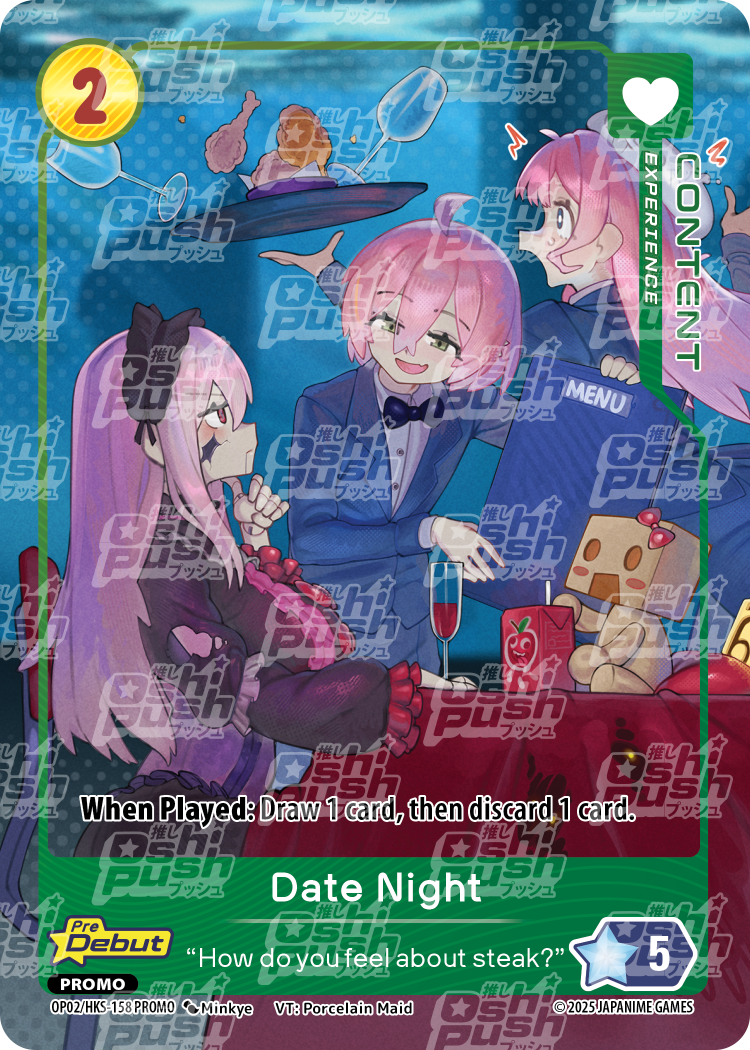 2
CONTENT
EXPERIENCE
MENU
When Played: Draw 1 card, then discard 1 card.
Date Night
Pre
Debut
“How do you feel about steak?”
5
PROMO
OP02/HKS-158 PROMO Minkye VT: Porcelain Maid ©2025 JAPANIME GAMES
推し
Oshi
push
プッシュ